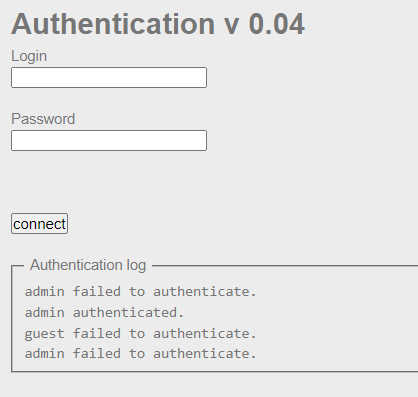 Authentication v 0.04
Login
Password
connect
Authentication log
admin failed to authenticate.
admin authenticated.
guest failed to authenticate.
admin failed to authenticate.